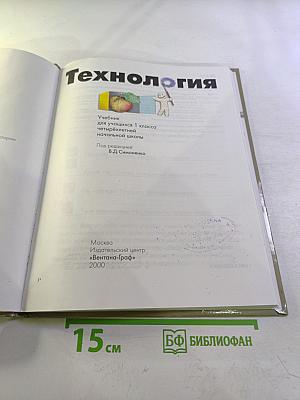 Технология
Учебник
для учащихся 1 класса
четырёхлетней
начальной школы
Под редакцией
В.Д. Симоненко
Москва
Издательский центр
«Вентана-Граф»
2000
15 см
БФ БИБЛИОФАН